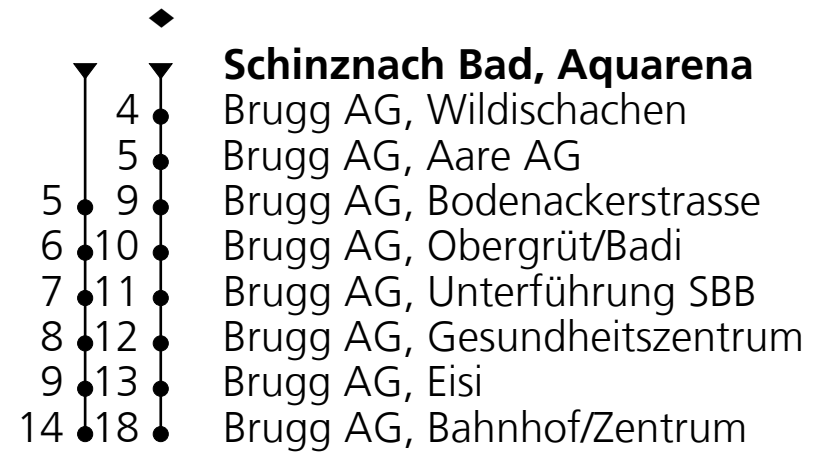 Schinznach Bad, Aquarena
4 Brugg AG, Wildischachen
5 Brugg AG, Aare AG
5 9 Brugg AG, Bodenackerstrasse
6 10 Brugg AG, Obergrüt/Badi
7 11 Brugg AG, Unterführung SBB
8 12 Brugg AG, Gesundheitszentrum
9 13 Brugg AG, Eisi
14 18 Brugg AG, Bahnhof/Zentrum